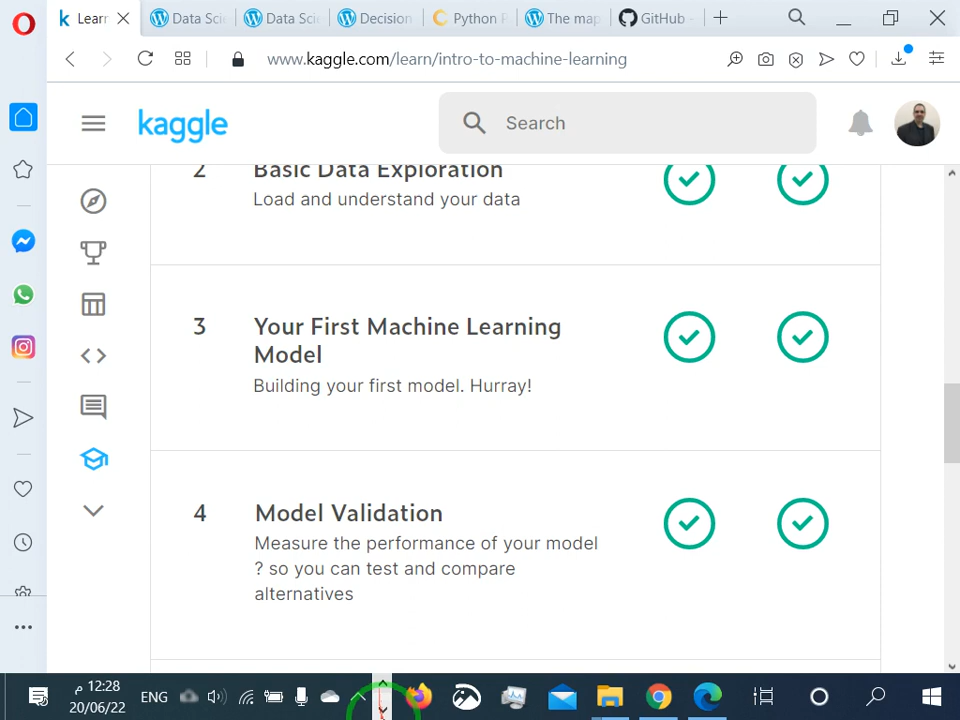 Learn
Data Scie
Data Scie
Decision
Python P
The map
GitHub -
www.kaggle.com/learn/intro-to-machine-learning
kaggle
Search
2
Basic Data Exploration
Load and understand your data
3
Your First Machine Learning
Model
Building your first model. Hurray!
4
Model Validation
Measure the performance of your model
? so you can test and compare
alternatives
12:28 م
20/06/22
ENG